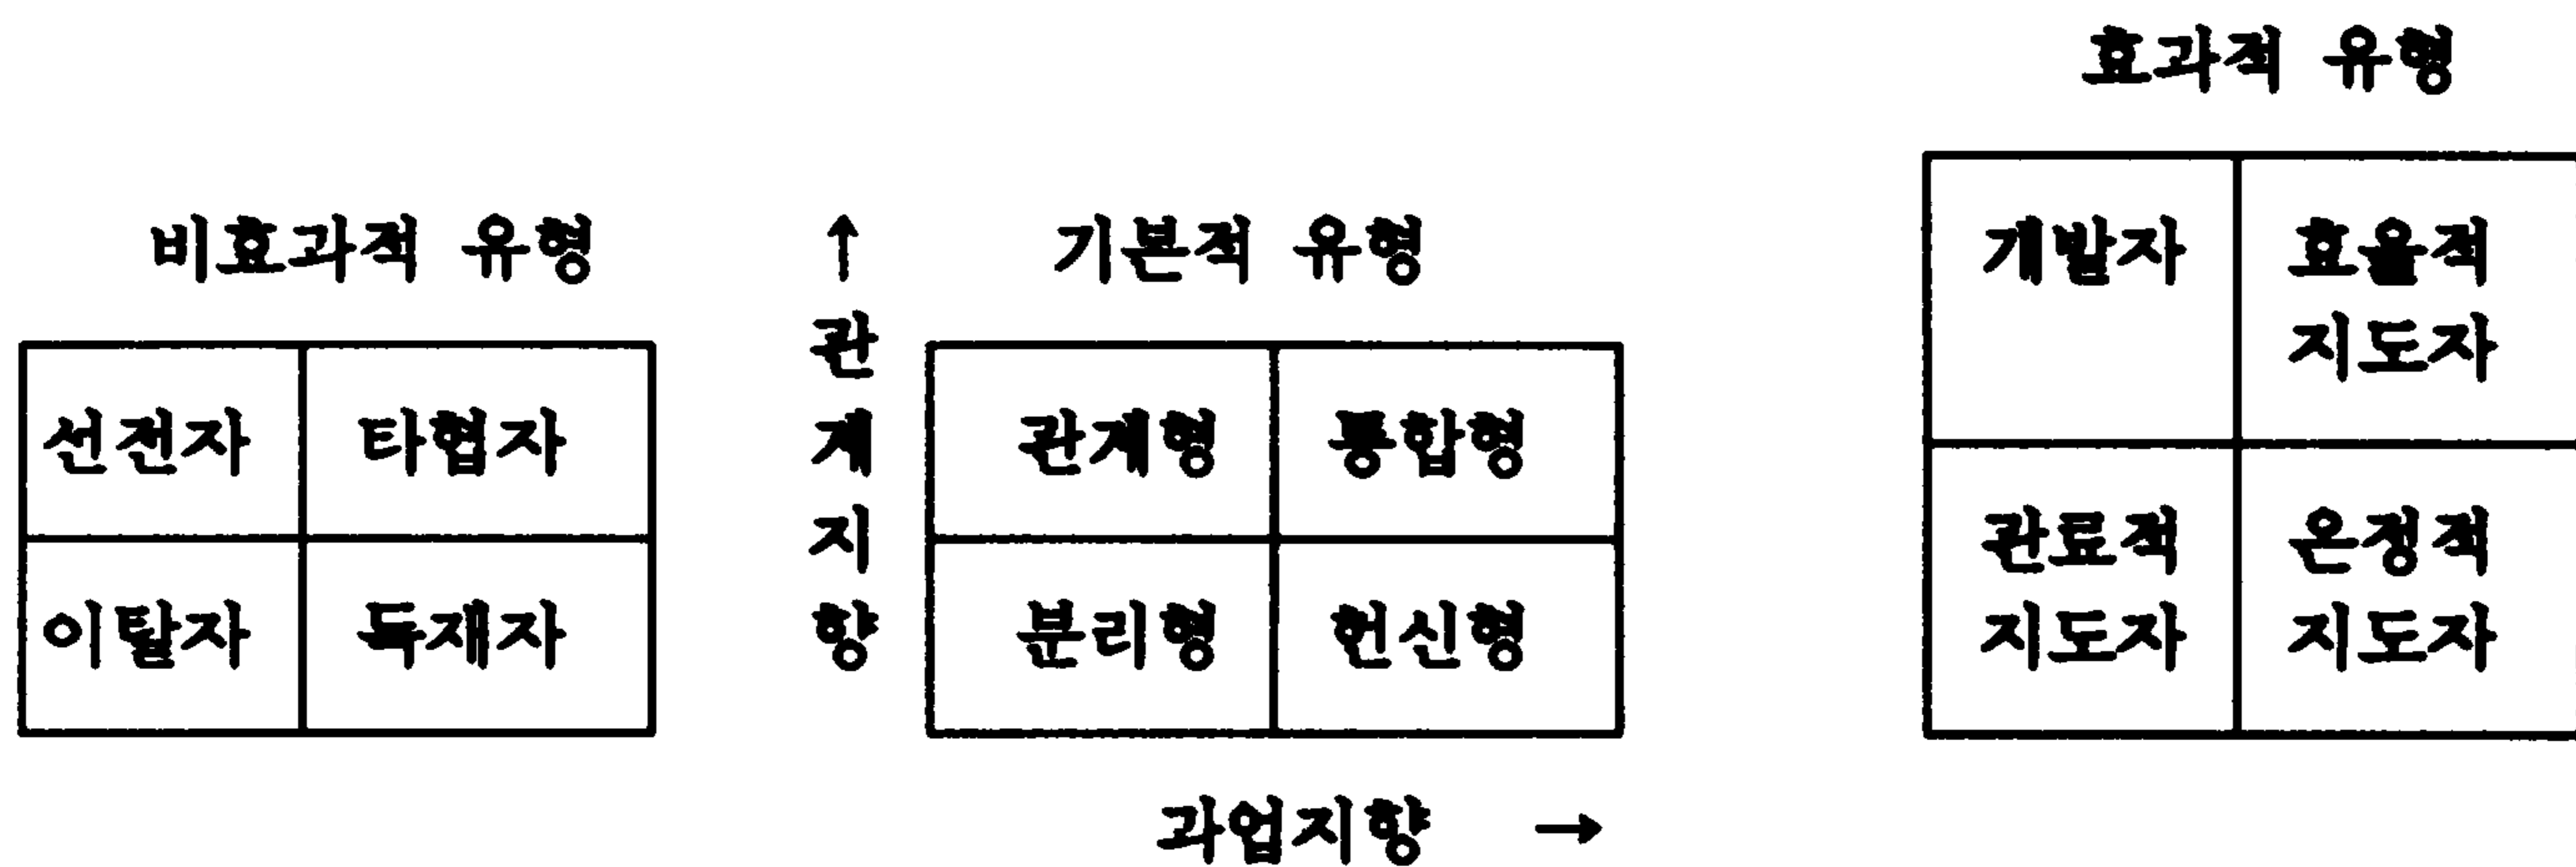 비효과적 유형
선전자 타협자
이탈자 독재자
↑
관
계
지
향
기본적 유형
관계형 통합형
분리형 헌신형
과업지향 →
효과적 유형
개발자 효율적
지도자
관료적 온정적
지도자 지도자